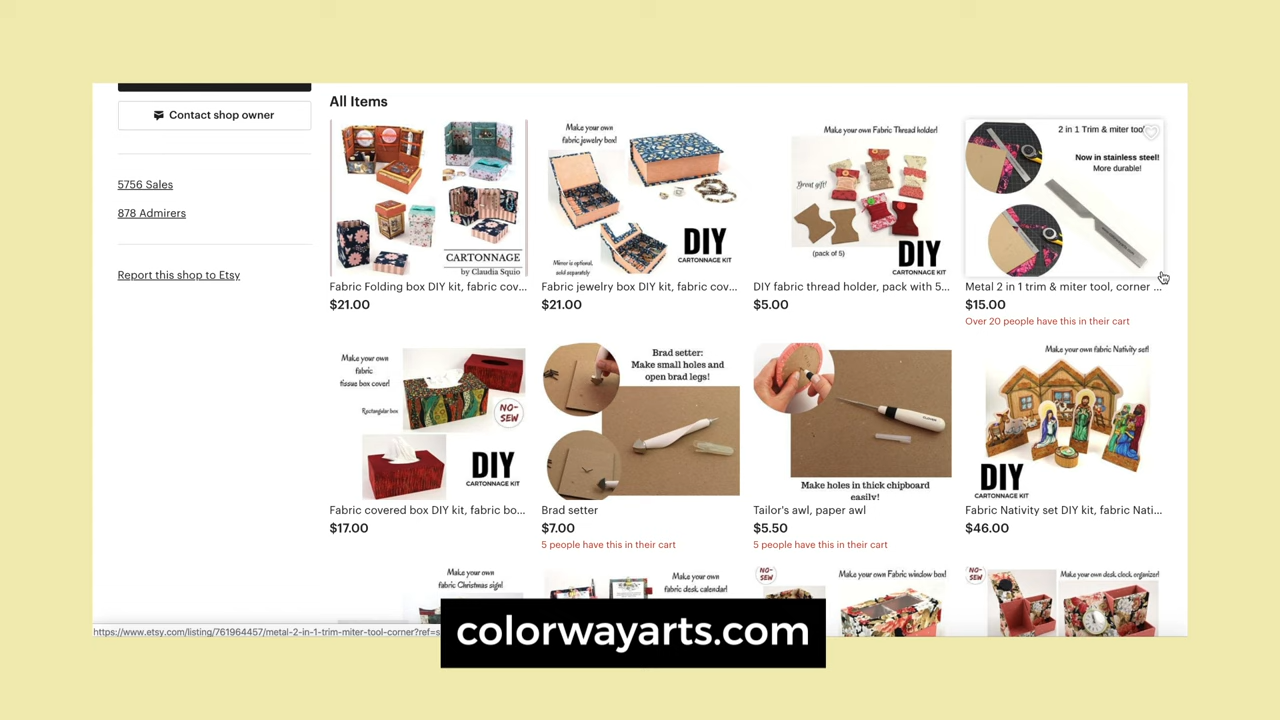 Contact shop owner
5756 Sales
878 Admirers
Report this shop to Etsy
All Items
CARTONNAGE
by Claudia Squio
Fabric Folding box DIY kit, fabric cov...
$21.00
Make your own
fabric jewelry box!
DIY
CARTONNAGE KIT
Mirror is optional,
sold separately
Fabric jewelry box DIY kit, fabric cov...
$21.00
Make your own Fabric Thread holder!
Great gift!
(pack of 5)
DIY
CARTONNAGE KIT
DIY fabric thread holder, pack with 5...
$5.00
2 in 1 Trim & miter tool
Now in stainless steel!
More durable!
Metal 2 in 1 trim & miter tool, corner ...
$15.00
Over 20 people have this in their cart
Make your own
fabric
tissue box cover!
Rectangular box
NO-
SEW
DIY
CARTONNAGE KIT
Fabric covered box DIY kit, fabric bo...
$17.00
Brad setter:
Make small holes and
open brad legs!
Brad setter
$7.00
5 people have this in their cart
Make holes in thick chipboard
easily!
Tailor's awl, paper awl
$5.50
5 people have this in their cart
Make your own fabric Nativity set!
DIY
CARTONNAGE KIT
Fabric Nativity set DIY kit, fabric Nati...
$46.00
Make your own
fabric Christmas sign!
Make your own
fabric desk calendar!
NO-
SEW
Make your own Fabric window box!
NO-
SEW
Make your own desk clock organizer!
https://www.etsy.com/listing/761964457/metal-2-in-1-trim-miter-tool-corner?ref=s
colorwayarts.com